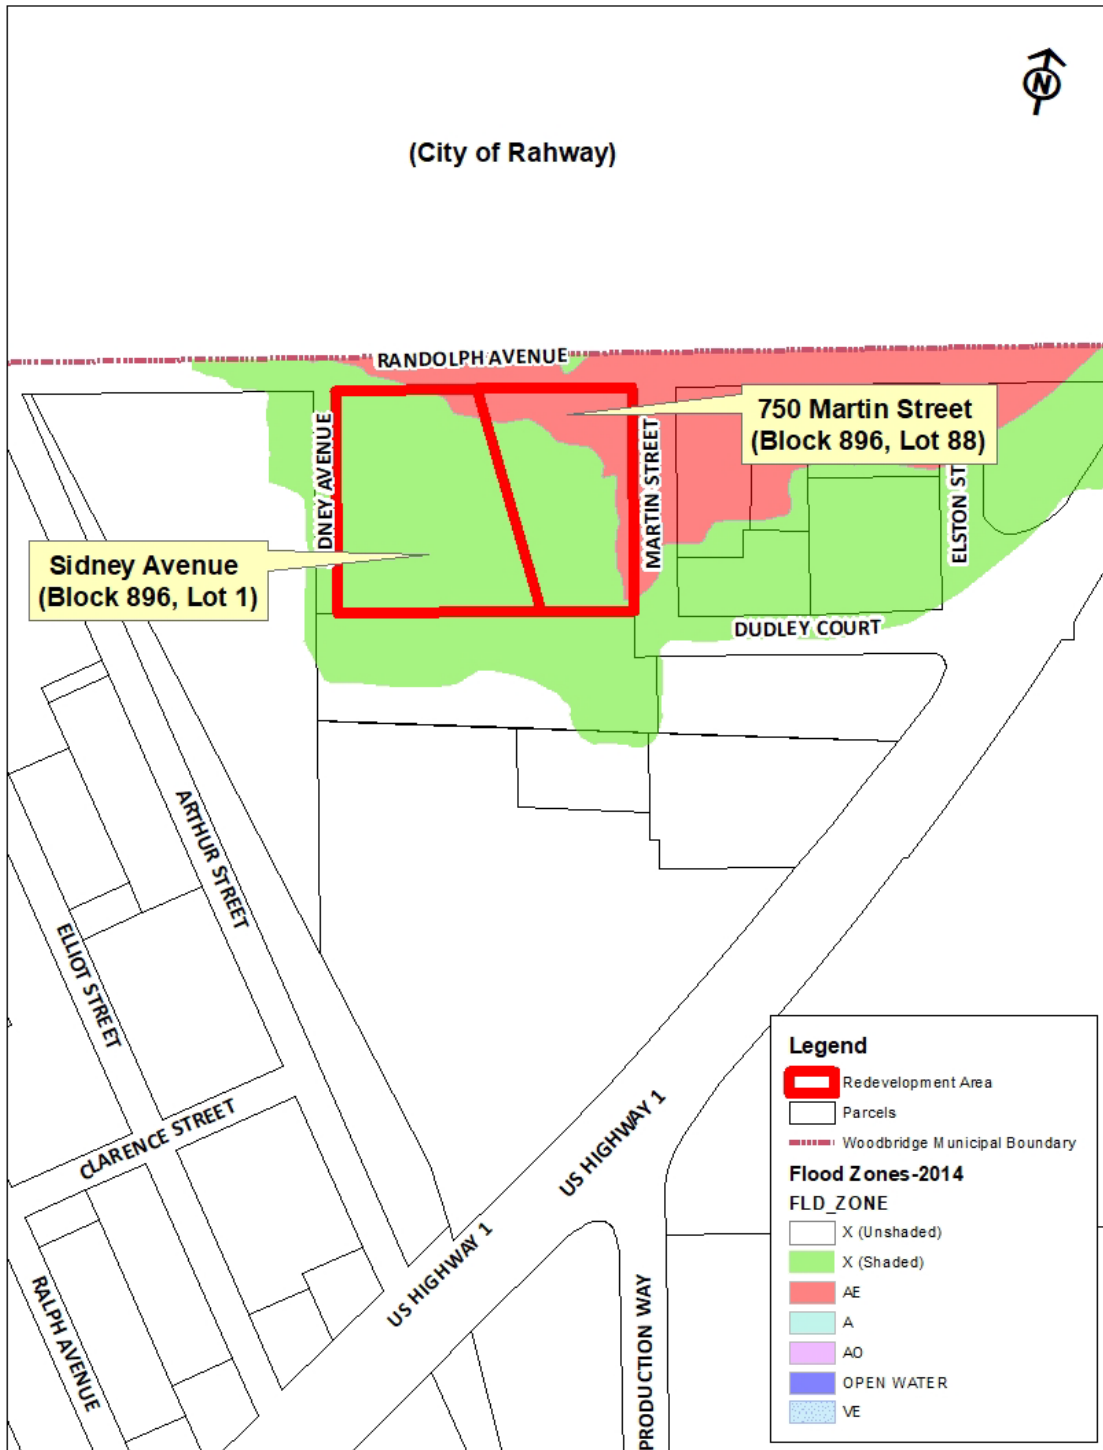 N
(City of Rahway)
RANDOLPH AVENUE
750 Martin Street
(Block 896, Lot 88)
DNEY AVENUE
MARTIN STREET
ELSTON ST
Sidney Avenue
(Block 896, Lot 1)
DUDLEY COURT
ARTHUR STREET
ELLIOT STREET
CLARENCE STREET
US HIGHWAY 1
US HIGHWAY 1
RALPH AVENUE
PRODUCTION WAY
Legend
Redevelopment Area
Parcels
Woodbridge Municipal Boundary
Flood Zones-2014
FLD_ZONE
X (Unshaded)
X (Shaded)
AE
A
AO
OPEN WATER
VE